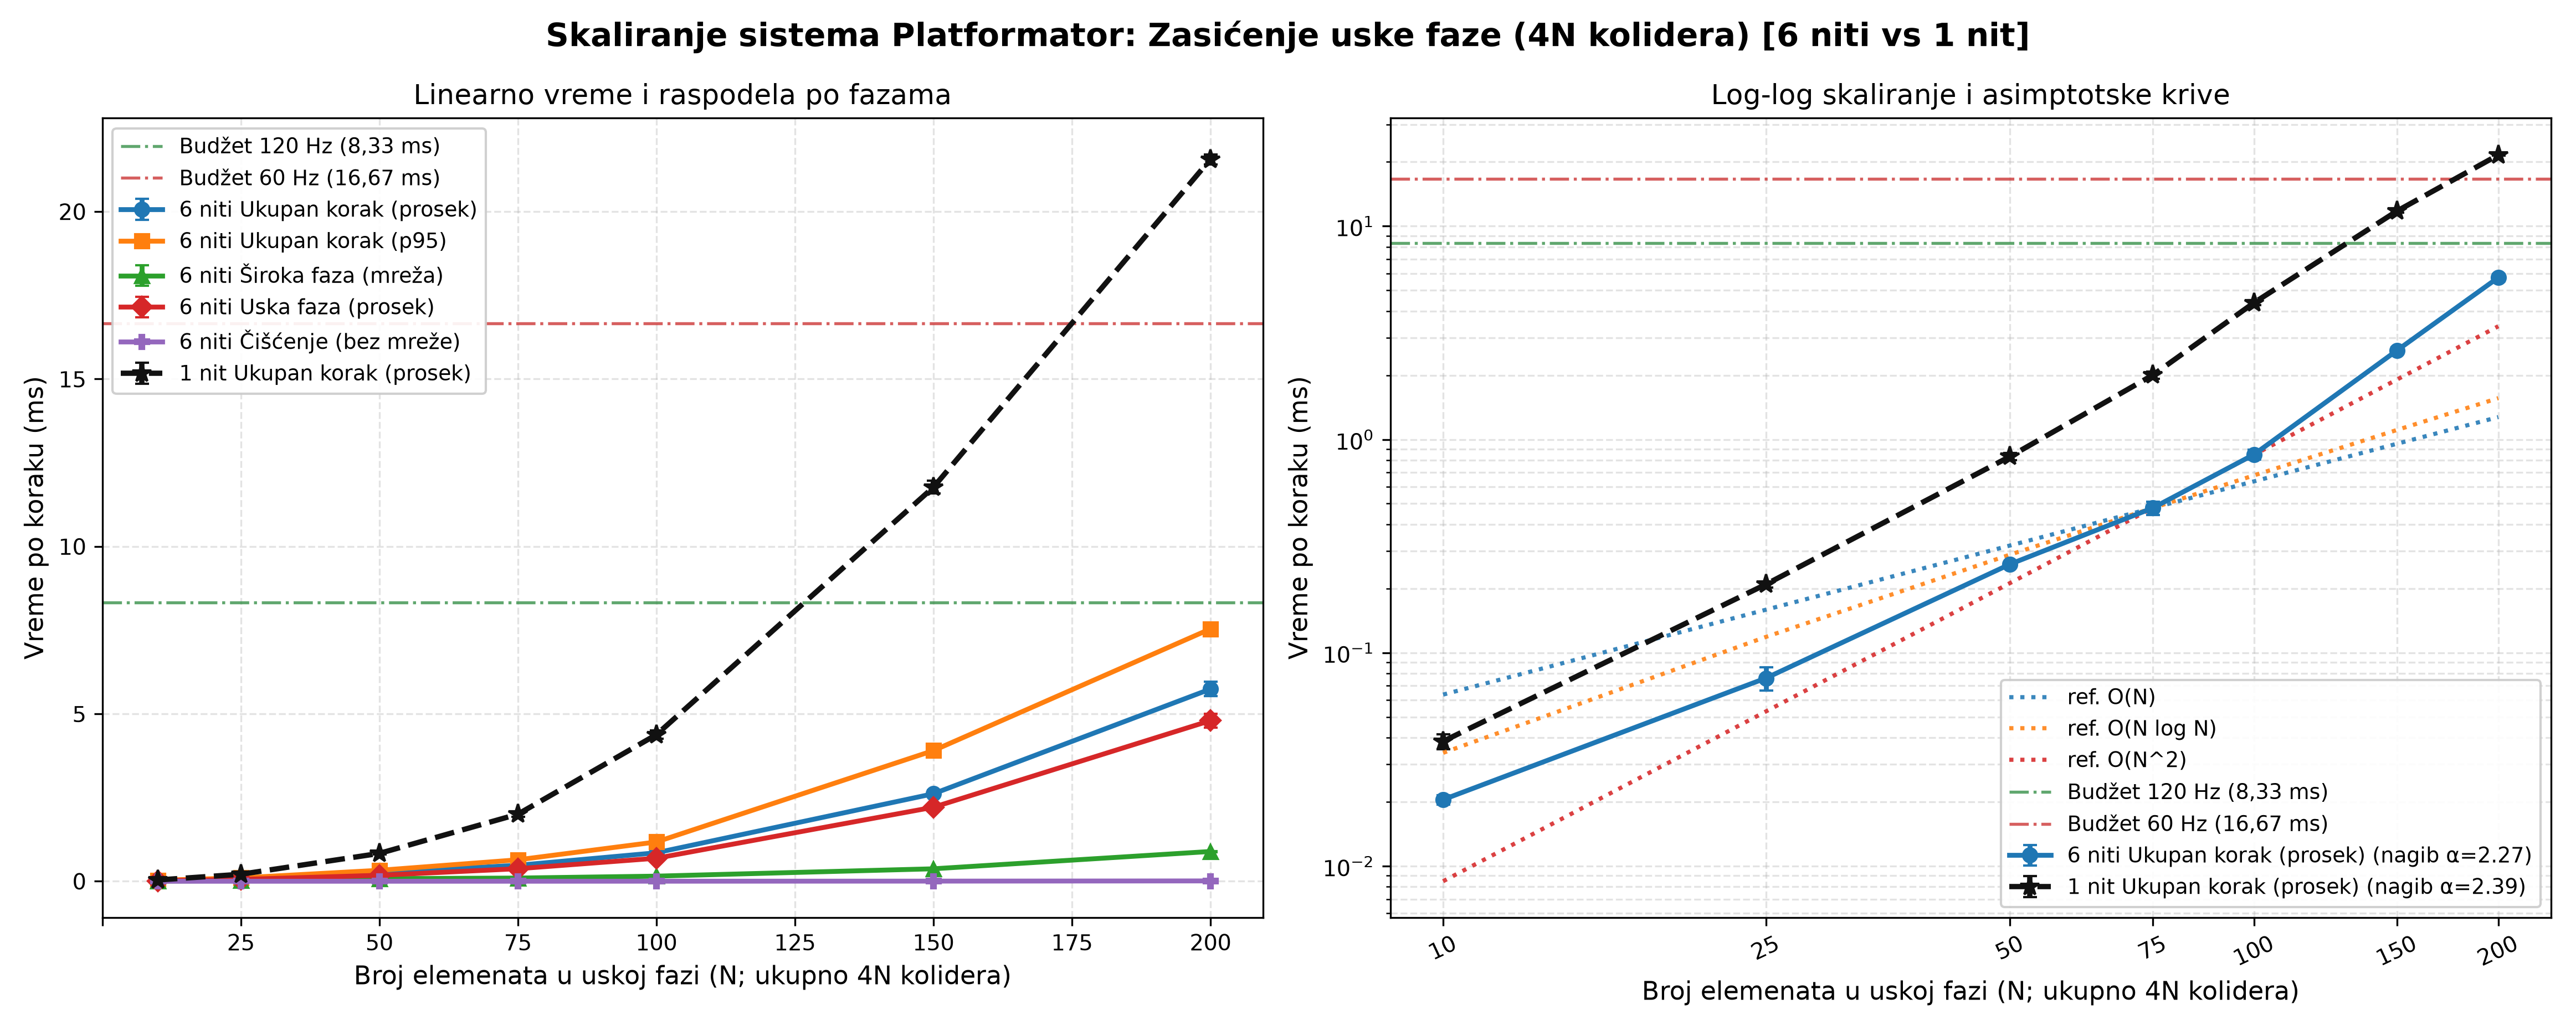 Skaliranje sistema Platformator: Zasićenje uske faze (4N kolidera) [6 niti vs 1 nit]
Linearno vreme i raspodela po fazama
Vreme po koraku (ms)
20
15
10
5
0
Budžet 120 Hz (8,33 ms)
Budžet 60 Hz (16,67 ms)
6 niti Ukupan korak (prosek)
6 niti Ukupan korak (p95)
6 niti Široka faza (mreža)
6 niti Uska faza (prosek)
6 niti Čišćenje (bez mreže)
1 nit Ukupan korak (prosek)
25 50 75 100 125 150 175 200
Broj elemenata u uskoj fazi (N; ukupno 4N kolidera)
Log-log skaliranje i asimptotske krive
Vreme po koraku (ms)
10¹
10⁰
10⁻¹
10⁻²
ref. O(N)
ref. O(N log N)
ref. O(N^2)
Budžet 120 Hz (8,33 ms)
Budžet 60 Hz (16,67 ms)
6 niti Ukupan korak (prosek) (nagib α=2.27)
1 nit Ukupan korak (prosek) (nagib α=2.39)
10 25 50 75 100 150 200
Broj elemenata u uskoj fazi (N; ukupno 4N kolidera)